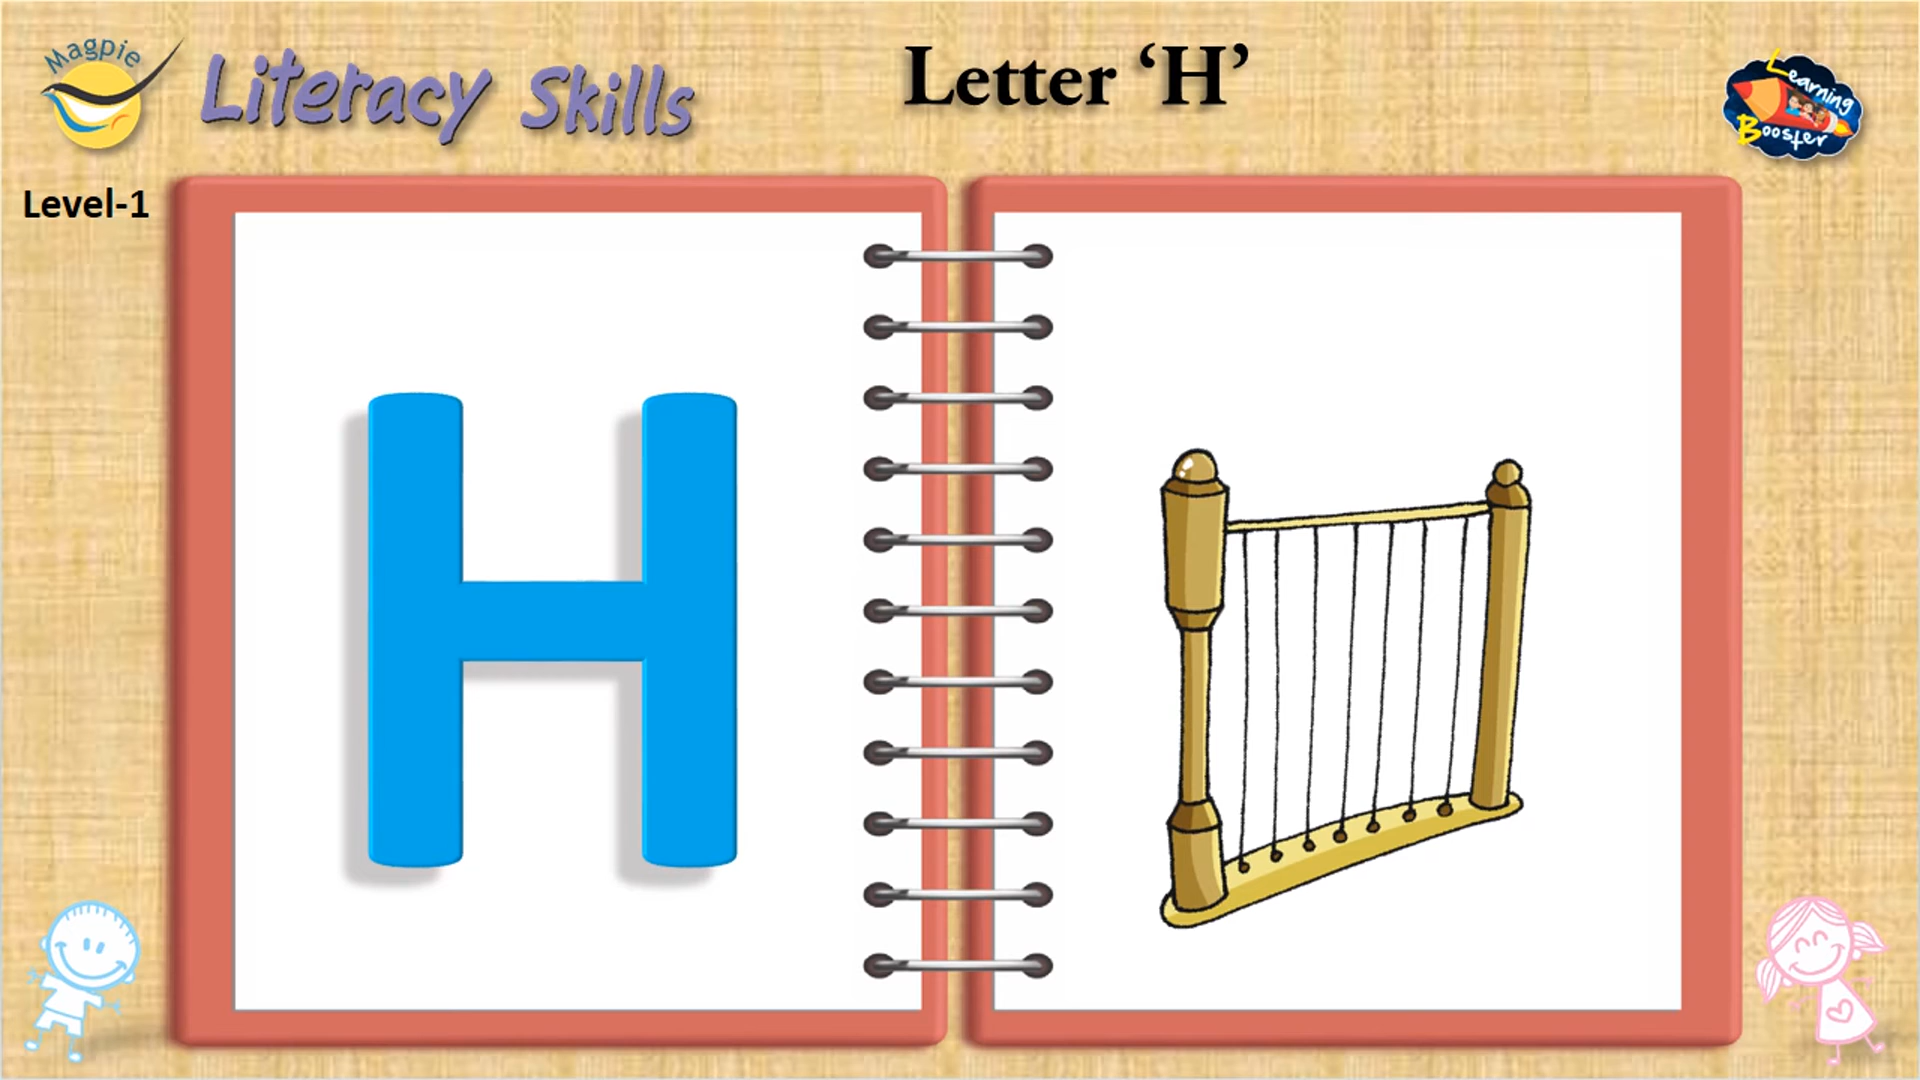 Magpie
Literacy Skills
Letter ‘H’
Learning
Booster
Level-1
H